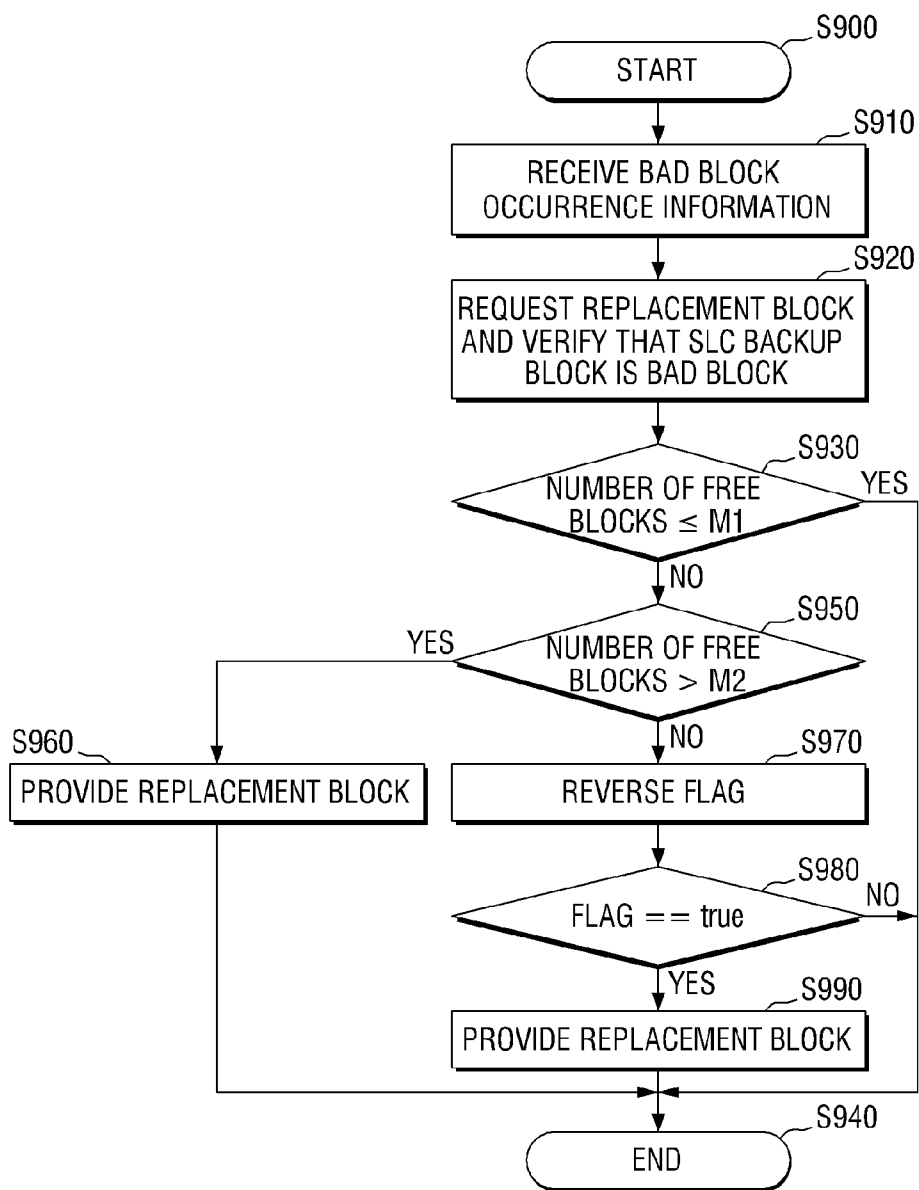 S900
START
S910
RECEIVE BAD BLOCK
OCCURRENCE INFORMATION
S920
REQUEST REPLACEMENT BLOCK
AND VERIFY THAT SLC BACKUP
BLOCK IS BAD BLOCK
S930
NUMBER OF FREE
BLOCKS ≤ M1
YES
NO
S950
NUMBER OF FREE
BLOCKS > M2
YES
NO
S960
PROVIDE REPLACEMENT BLOCK
S970
REVERSE FLAG
S980
FLAG == true
NO
YES
S990
PROVIDE REPLACEMENT BLOCK
S940
END